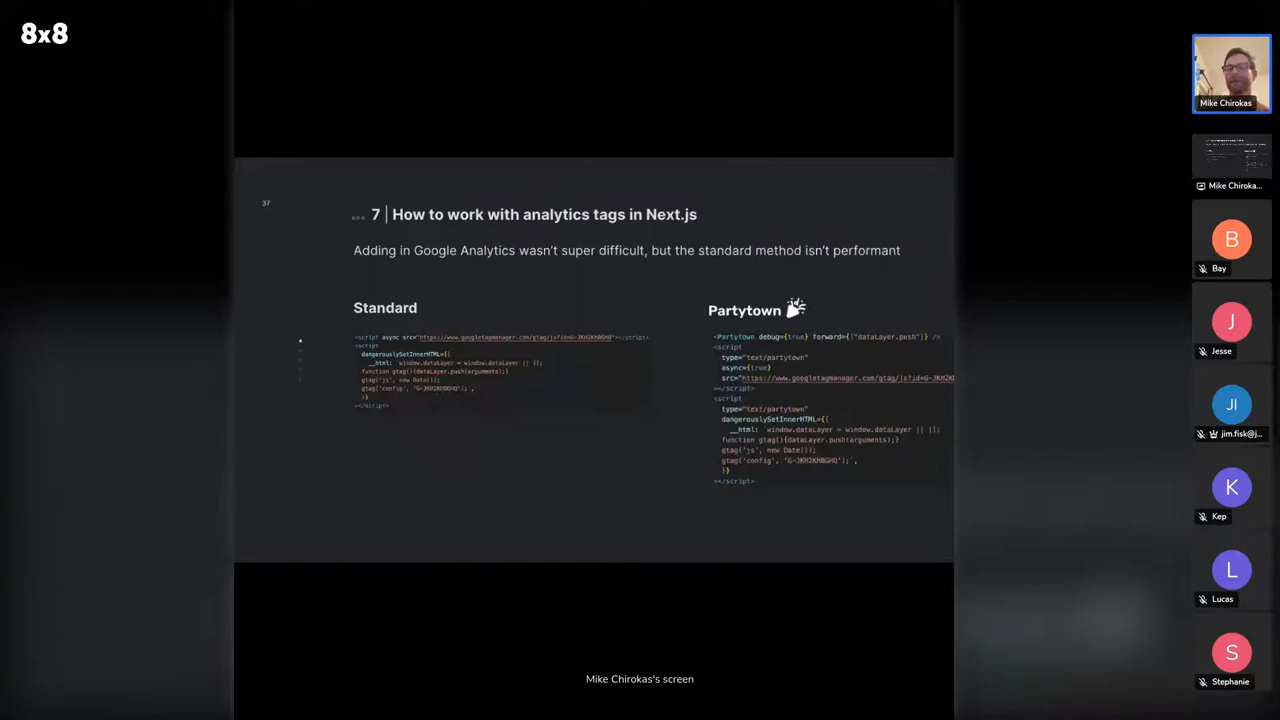 8x8
37
7 | How to work with analytics tags in Next.js
Adding in Google Analytics wasn't super difficult, but the standard method isn't performant
Standard
<script async src="https://www.googletagmanager.com/gtag/js?id=G-JKH2KHBGHQ"></script>
<script
dangerouslySetInnerHTML={{
__html: `window.dataLayer = window.dataLayer || [];
function gtag(){dataLayer.push(arguments);}
gtag('js', new Date());
gtag('config', 'G-JKH2KHBGHQ');`,
}}
></script>
Partytown
<Partytown debug={true} forward={["dataLayer.push"]} />
<script
type="text/partytown"
async={true}
src="https://www.googletagmanager.com/gtag/js?id=G-JKH2K
></script>
<script
type="text/partytown"
dangerouslySetInnerHTML={{
__html: `window.dataLayer = window.dataLayer || [];
function gtag(){dataLayer.push(arguments);}
gtag('js', new Date());
gtag('config', 'G-JKH2KHBGHQ');`,
}}
></script>
Mike Chirokas's screen
Mike Chirokas
Mike Chiroka...
B
Bay
J
Jesse
JI
jim.fisk@j...
K
Kep
L
Lucas
S
Stephanie